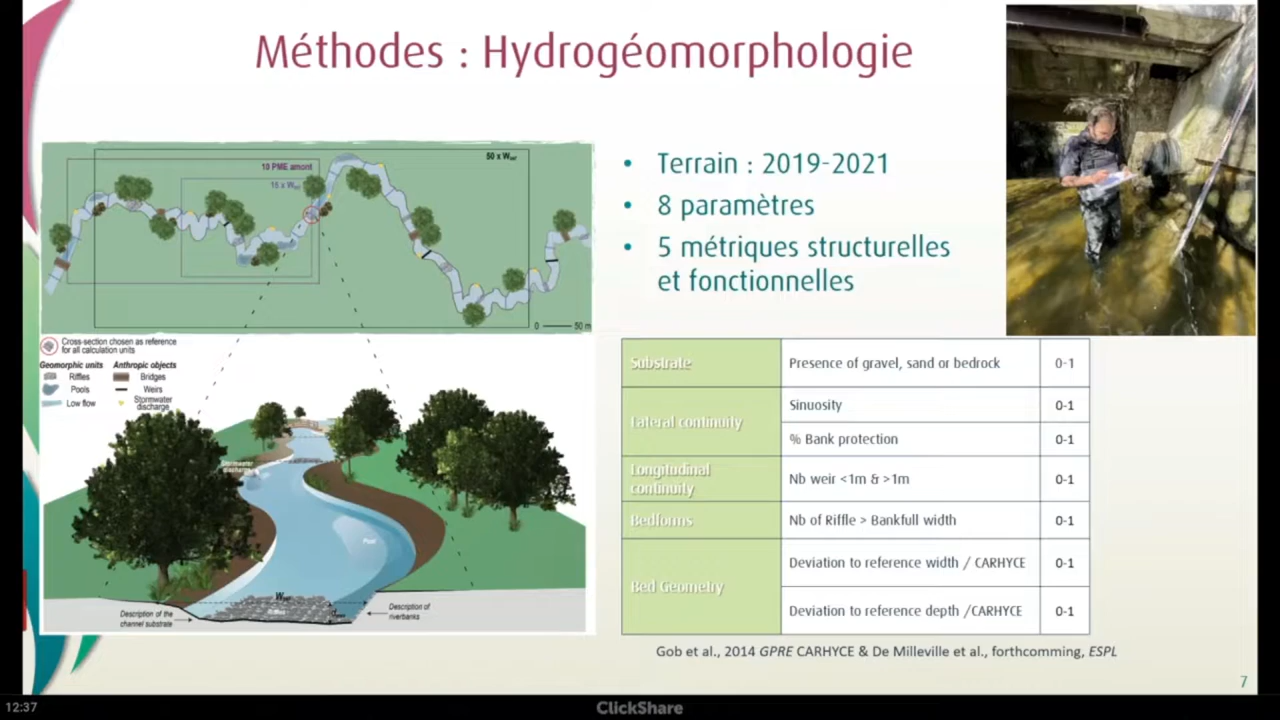 Méthodes : Hydrogéomorphologie
10 PME amont
50 x W
15 x W
0
50 m
• Terrain : 2019-2021
• 8 paramètres
• 5 métriques structurelles
et fonctionnelles
Cross-section chosen as reference
for all calculation units
Geomorphic units
Anthropic objects
Riffles
Bridges
Pools
Weirs
Low flow
Stormwater
discharge
Stormwater
discharge
Pool
Description of the
channel substrate
Description of
riverbanks
Substrate
Presence of gravel, sand or bedrock
0-1
Lateral continuity
Sinuosity
0-1
% Bank protection
0-1
Longitudinal
continuity
Nb weir <1m & >1m
0-1
Bedforms
Nb of Riffle > Bankfull width
0-1
Bed Geometry
Deviation to reference width / CARHYCE
0-1
Deviation to reference depth /CARHYCE
0-1
Gob et al., 2014 GPRE CARHYCE & De Milleville et al., forthcomming, ESPL
7
12:37
ClickShare